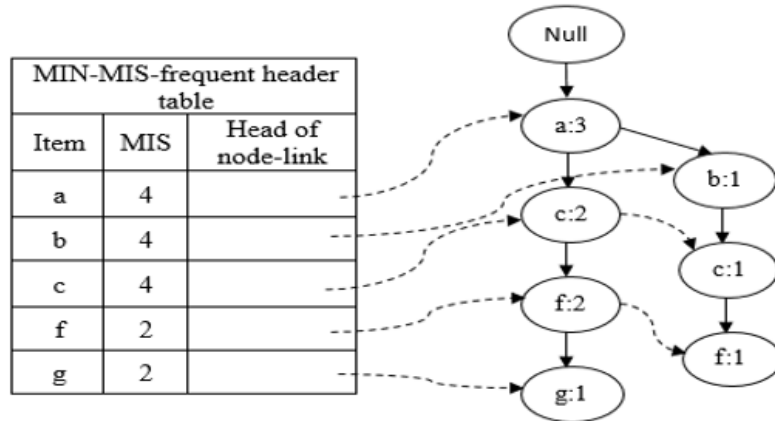 MIN-MIS-frequent header
table
Item MIS Head of
node-link
a 4
b 4
c 4
f 2
g 2
Null
a:3
b:1
c:2
c:1
f:2
f:1
g:1